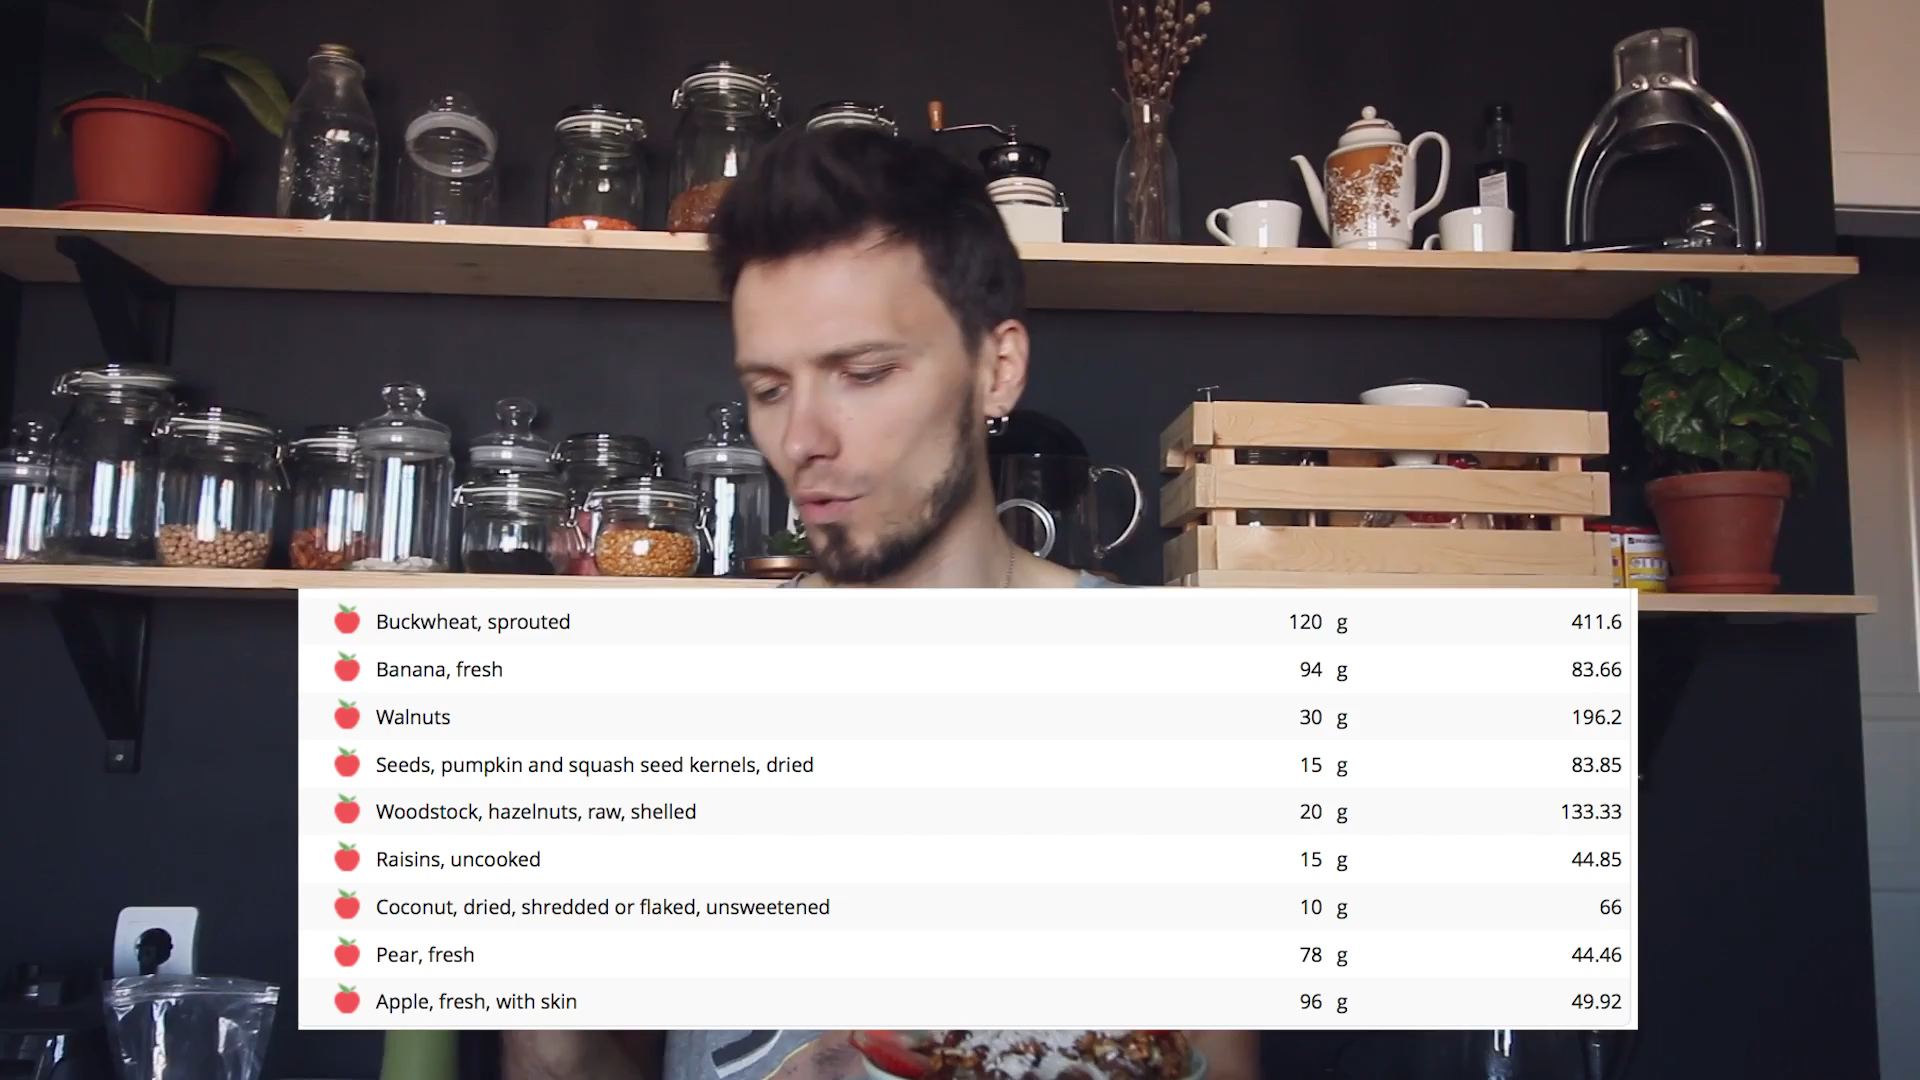 Buckwheat, sprouted 120 g 411.6
Banana, fresh 94 g 83.66
Walnuts 30 g 196.2
Seeds, pumpkin and squash seed kernels, dried 15 g 83.85
Woodstock, hazelnuts, raw, shelled 20 g 133.33
Raisins, uncooked 15 g 44.85
Coconut, dried, shredded or flaked, unsweetened 10 g 66
Pear, fresh 78 g 44.46
Apple, fresh, with skin 96 g 49.92